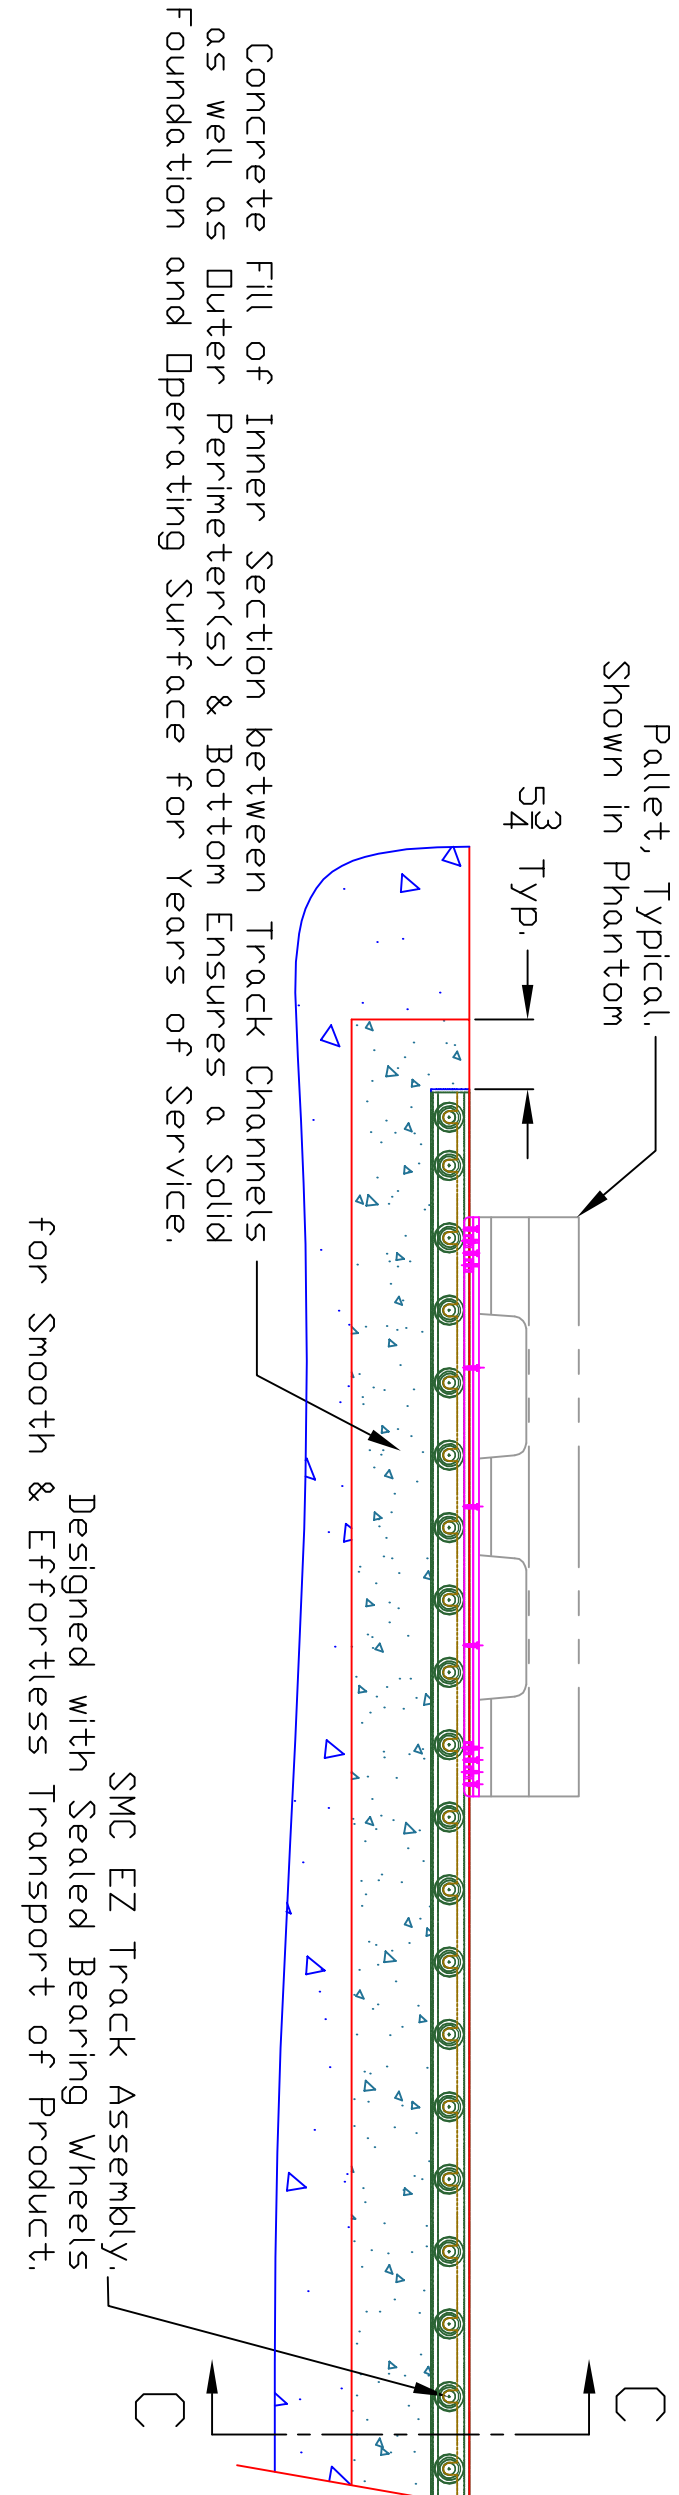 Pallet, Typical,
Shown in Phantom
5 3/4 Typ.
Concrete Fill of Inner Section between Track Channels
as well as Outer Perimeter(s) & Bottom Ensures a Solid
Foundation and Operating Surface for Years of Service.
SMC EZ Track Assembly,
Designed with Sealed Bearing Wheels
for Smooth & Effortless Transport of Product.
C
C